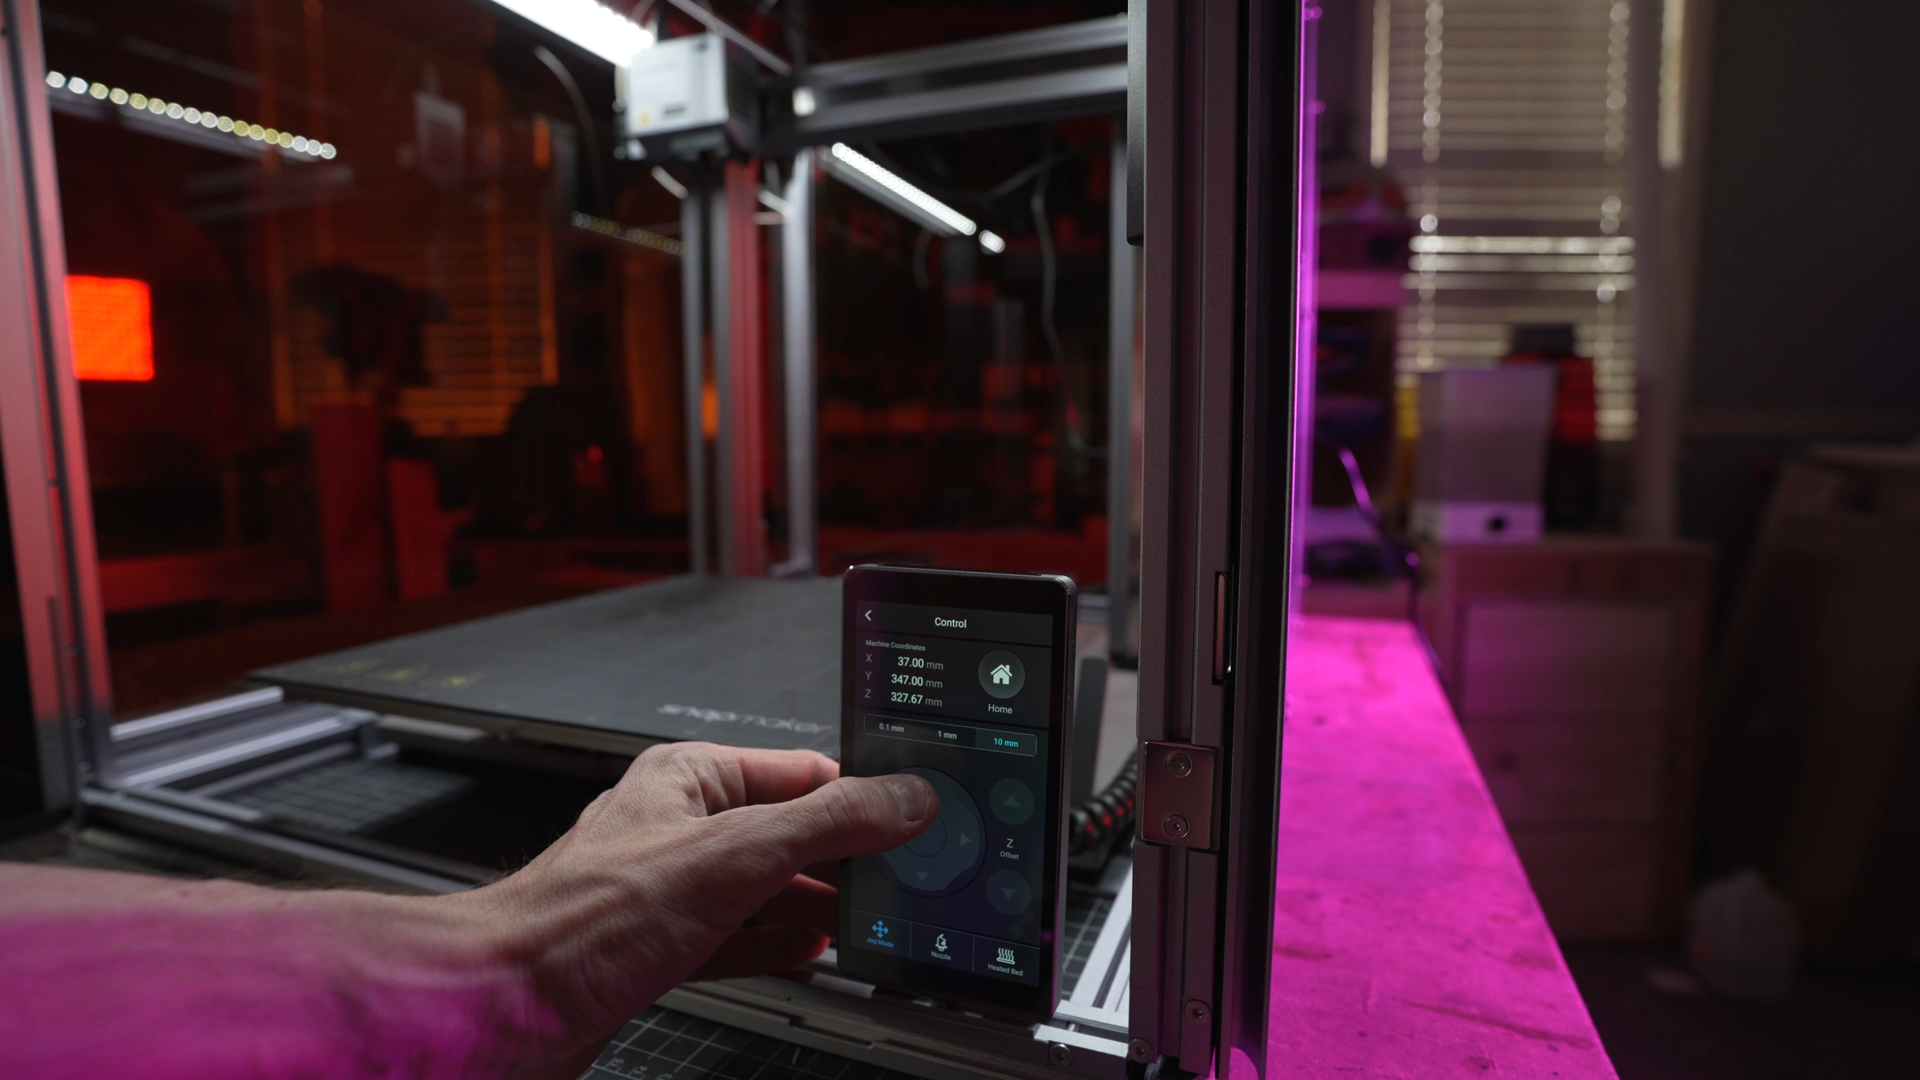 Control
Machine Coordinates
X 37.00 mm
Y 347.00 mm
Z 327.67 mm
Home
0.1 mm 1 mm 10 mm
snapmaker
Z
Offset
Jog Mode
Nozzle
Heated Bed